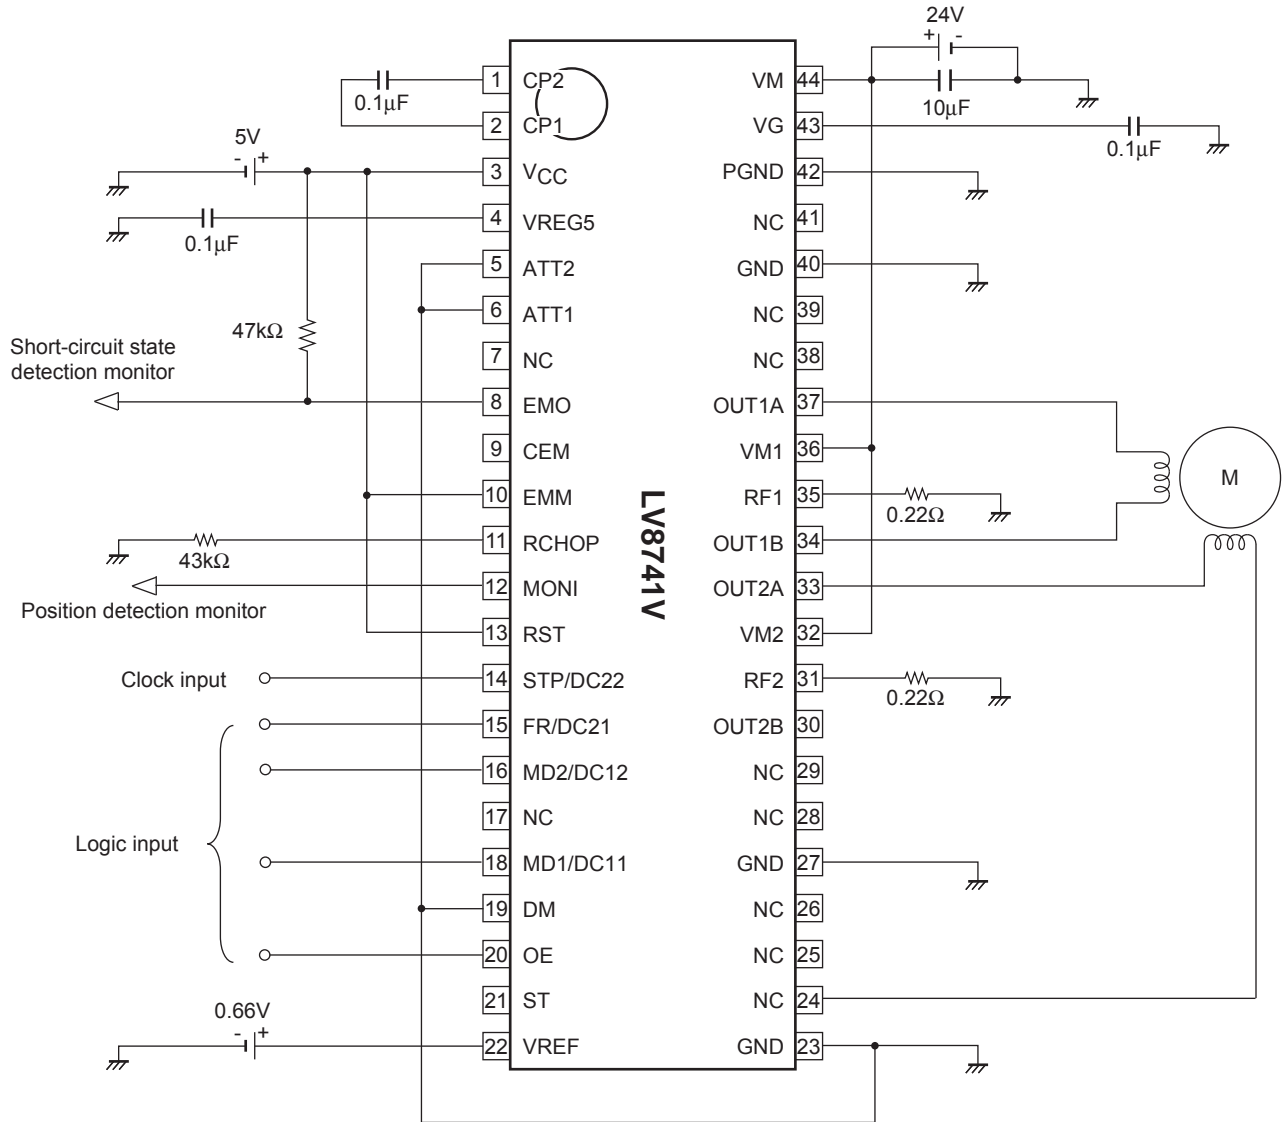 24V
+ -
1 CP2 VM 44
0.1µF 10µF
2 CP1 VG 43
5V 0.1µF
- +
3 VCC PGND 42
4 VREG5 NC 41
0.1µF
5 ATT2 GND 40
6 ATT1 NC 39
47kΩ
Short-circuit state
detection monitor
7 NC NC 38
8 EMO OUT1A 37
9 CEM VM1 36
M
10 EMM RF1 35
0.22Ω
LV8741V
11 RCHOP OUT1B 34
43kΩ
12 MONI OUT2A 33
Position detection monitor
13 RST VM2 32
Clock input
14 STP/DC22 RF2 31
0.22Ω
15 FR/DC21 OUT2B 30
16 MD2/DC12 NC 29
17 NC NC 28
Logic input
18 MD1/DC11 GND 27
19 DM NC 26
20 OE NC 25
21 ST NC 24
0.66V
- +
22 VREF GND 23